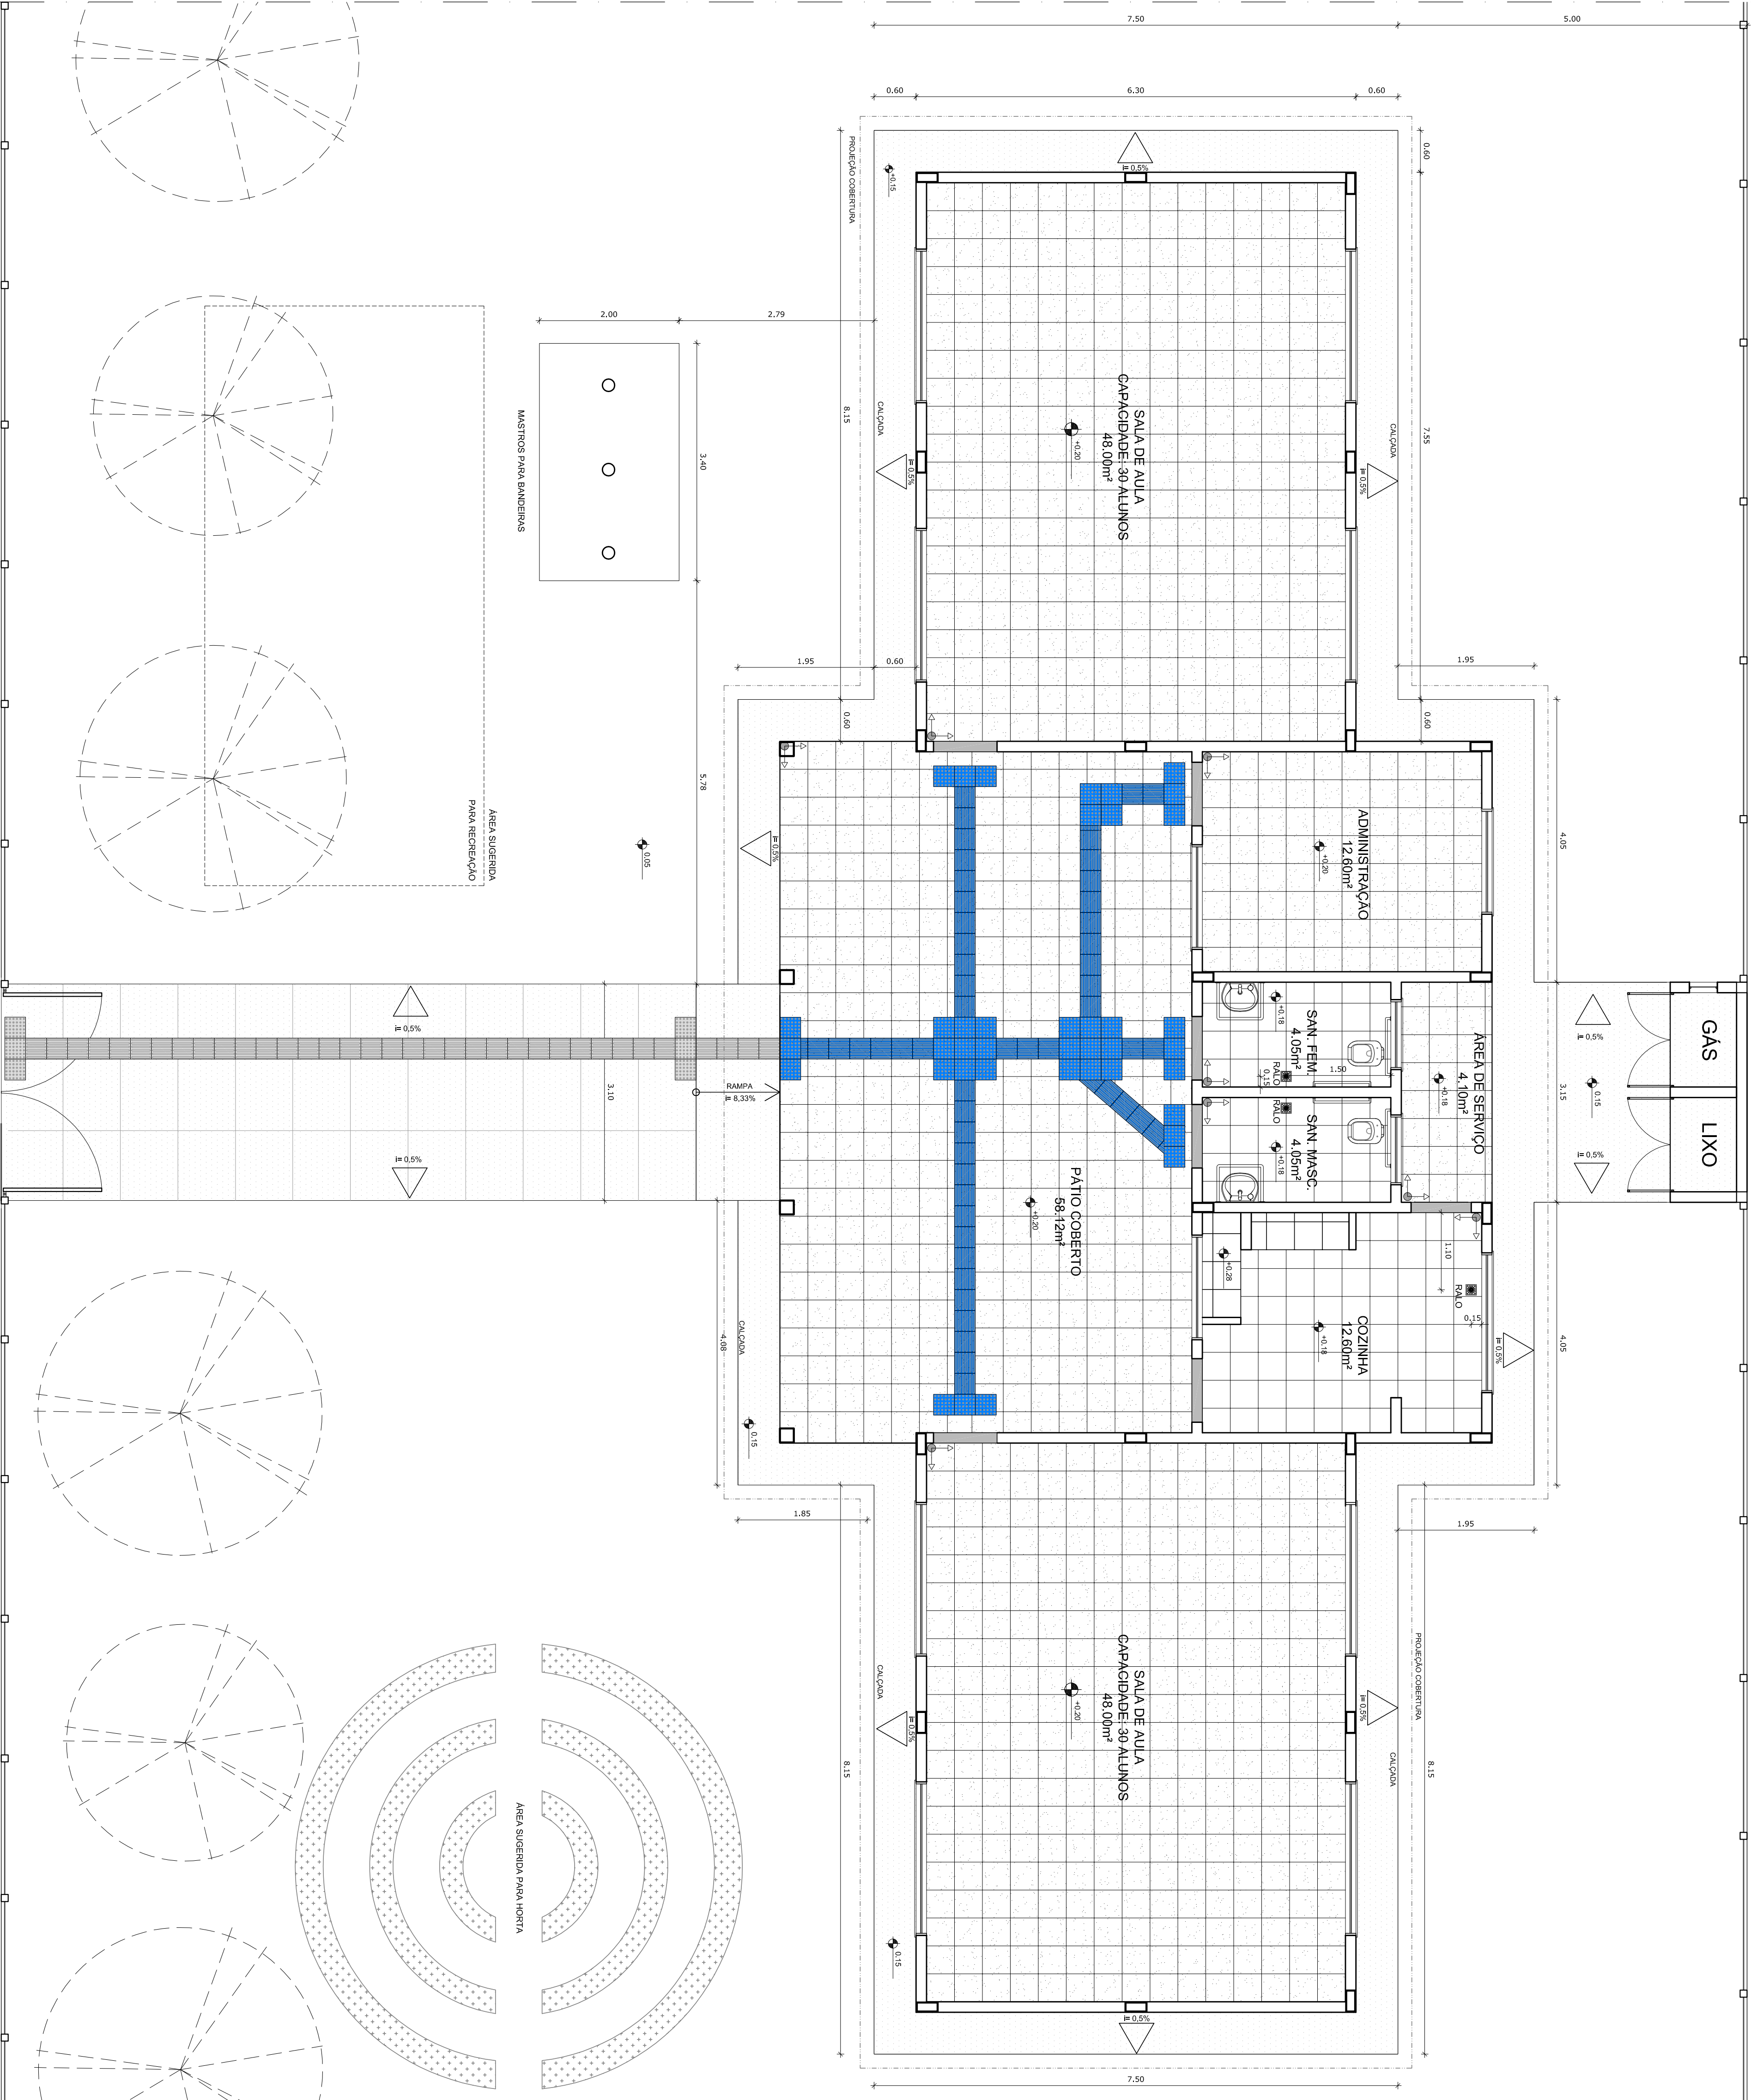 7.50
5.00
0.60
6.30
0.60
PROJEÇÃO COBERTURA
0.60
i= 0,5%
+0.15
2.00
2.79
8.15
CALÇADA
3.40
MASTROS PARA BANDEIRAS
i= 0,5%
SALA DE AULA
CAPACIDADE: 30 ALUNOS
48.00m²
+0.20
CALÇADA
7.55
i= 0,5%
1.95
0.60
1.95
0.60
0.60
5.78
ÁREA SUGERIDA
PARA RECREAÇÃO
0.05
i= 0,5%
ADMINISTRAÇÃO
12.60m²
+0.20
4.05
i= 0,5%
3.10
i= 0,5%
RAMPA
i= 8,33%
SAN. FEM.
4.05m²
+0.18
RALO
0.15
1.50
SAN. MASC.
4.05m²
+0.18
RALO
ÁREA DE SERVIÇO
4.10m²
+0.18
i= 0,5%
3.15
0.15
i= 0,5%
GÁS
LIXO
PÁTIO COBERTO
58.12m²
+0.20
+0.28
1.10
RALO
0.15
COZINHA
12.60m²
+0.18
i= 0,5%
4.05
4.08
CALÇADA
0.15
1.85
1.95
CALÇADA
i= 0,5%
SALA DE AULA
CAPACIDADE: 30 ALUNOS
48.00m²
+0.20
i= 0,5%
PROJEÇÃO COBERTURA
CALÇADA
8.15
8.15
ÁREA SUGERIDA PARA HORTA
0.15
i= 0,5%
7.50